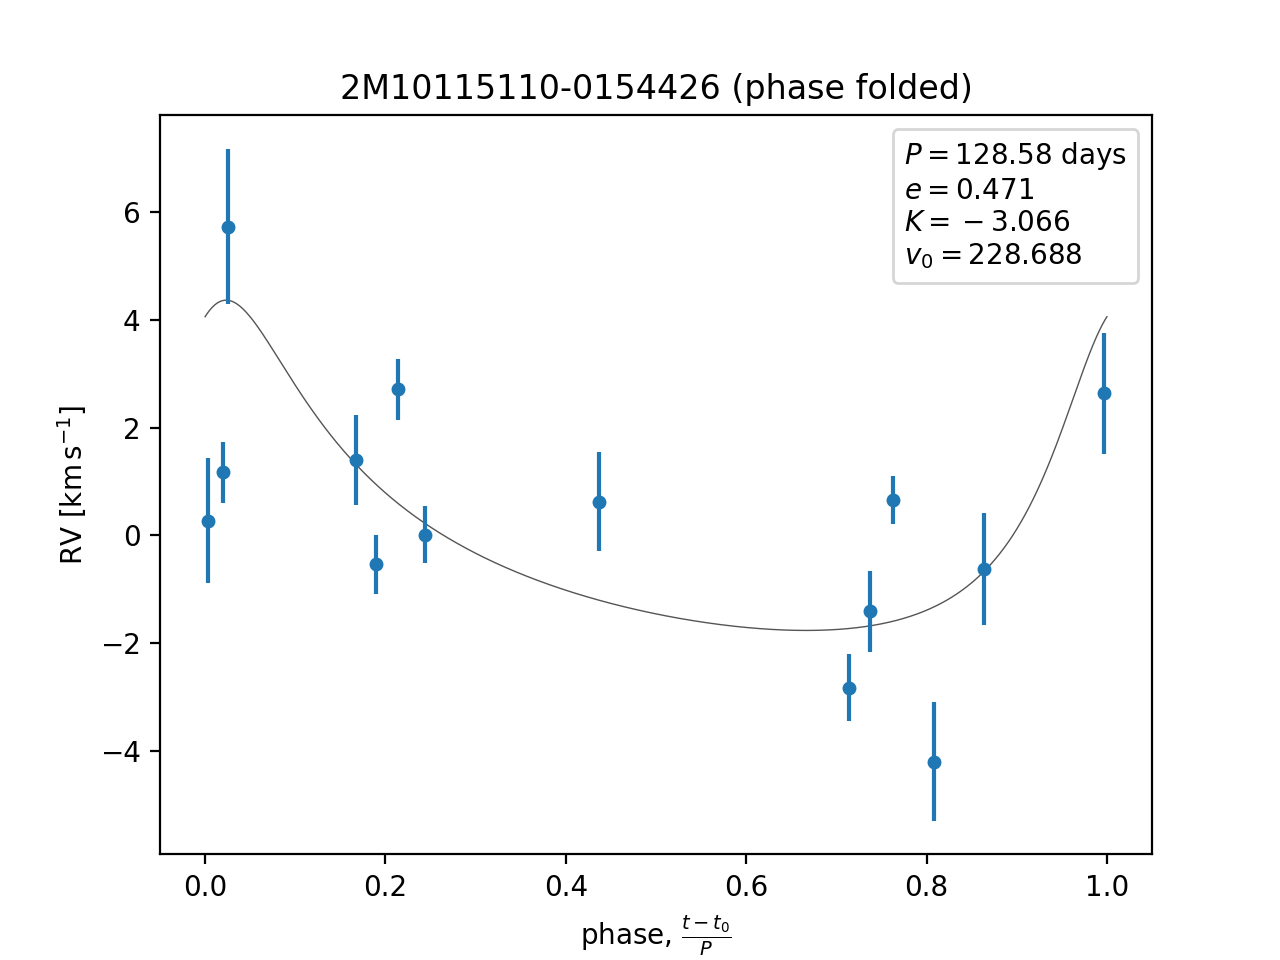 2M10115110-0154426 (phase folded)
P = 128.58 days
e = 0.471
K = −3.066
v₀ = 228.688
6
4
2
0
−2
−4
RV [km s⁻¹]
0.0 0.2 0.4 0.6 0.8 1.0
phase, (t − t₀)/P